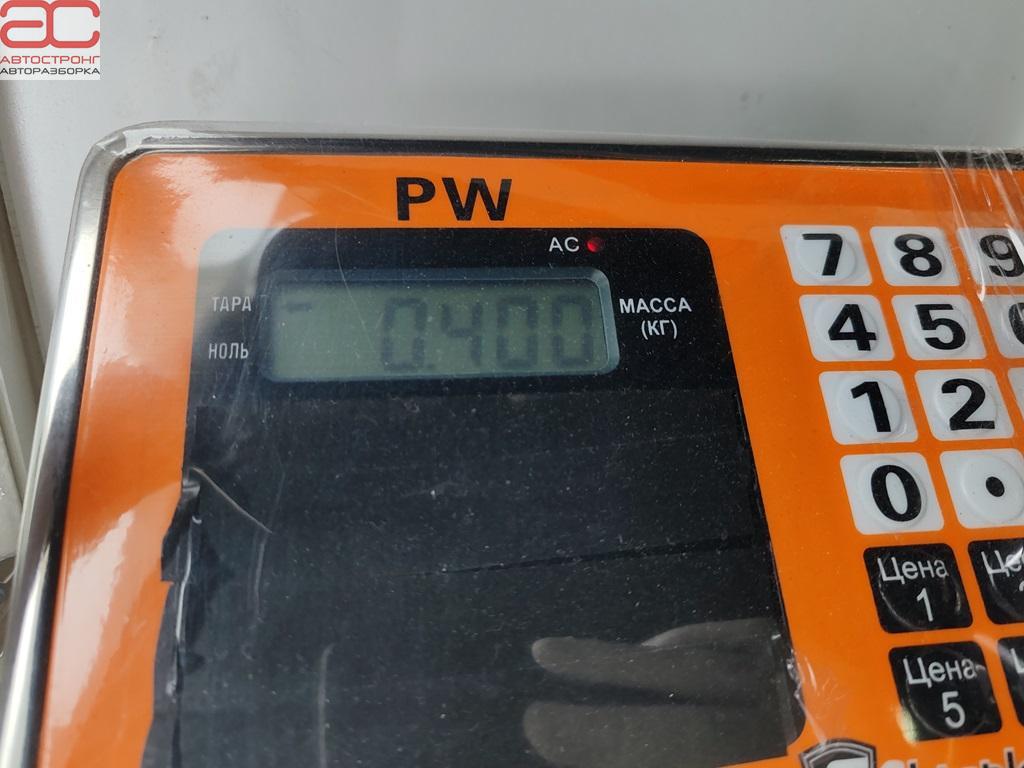 АВТОСТРОНГ
АВТОРАЗБОРКА
PW
AC
ТАРА
НОЛЬ
0.400
МАССА
(КГ)
7 8 9
4 5
1 2
0 .
Цена
1
Цена
5